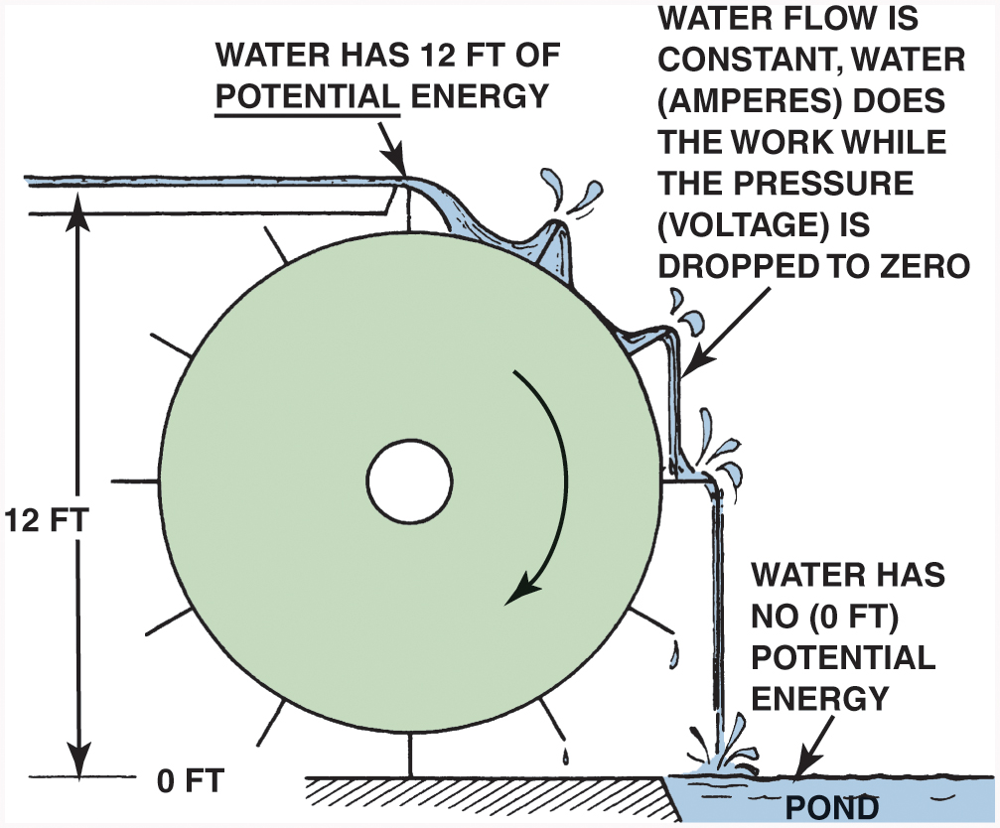 WATER HAS 12 FT OF
POTENTIAL ENERGY
WATER FLOW IS
CONSTANT, WATER
(AMPERES) DOES
THE WORK WHILE
THE PRESSURE
(VOLTAGE) IS
DROPPED TO ZERO
12 FT
WATER HAS
NO (0 FT)
POTENTIAL
ENERGY
0 FT
POND